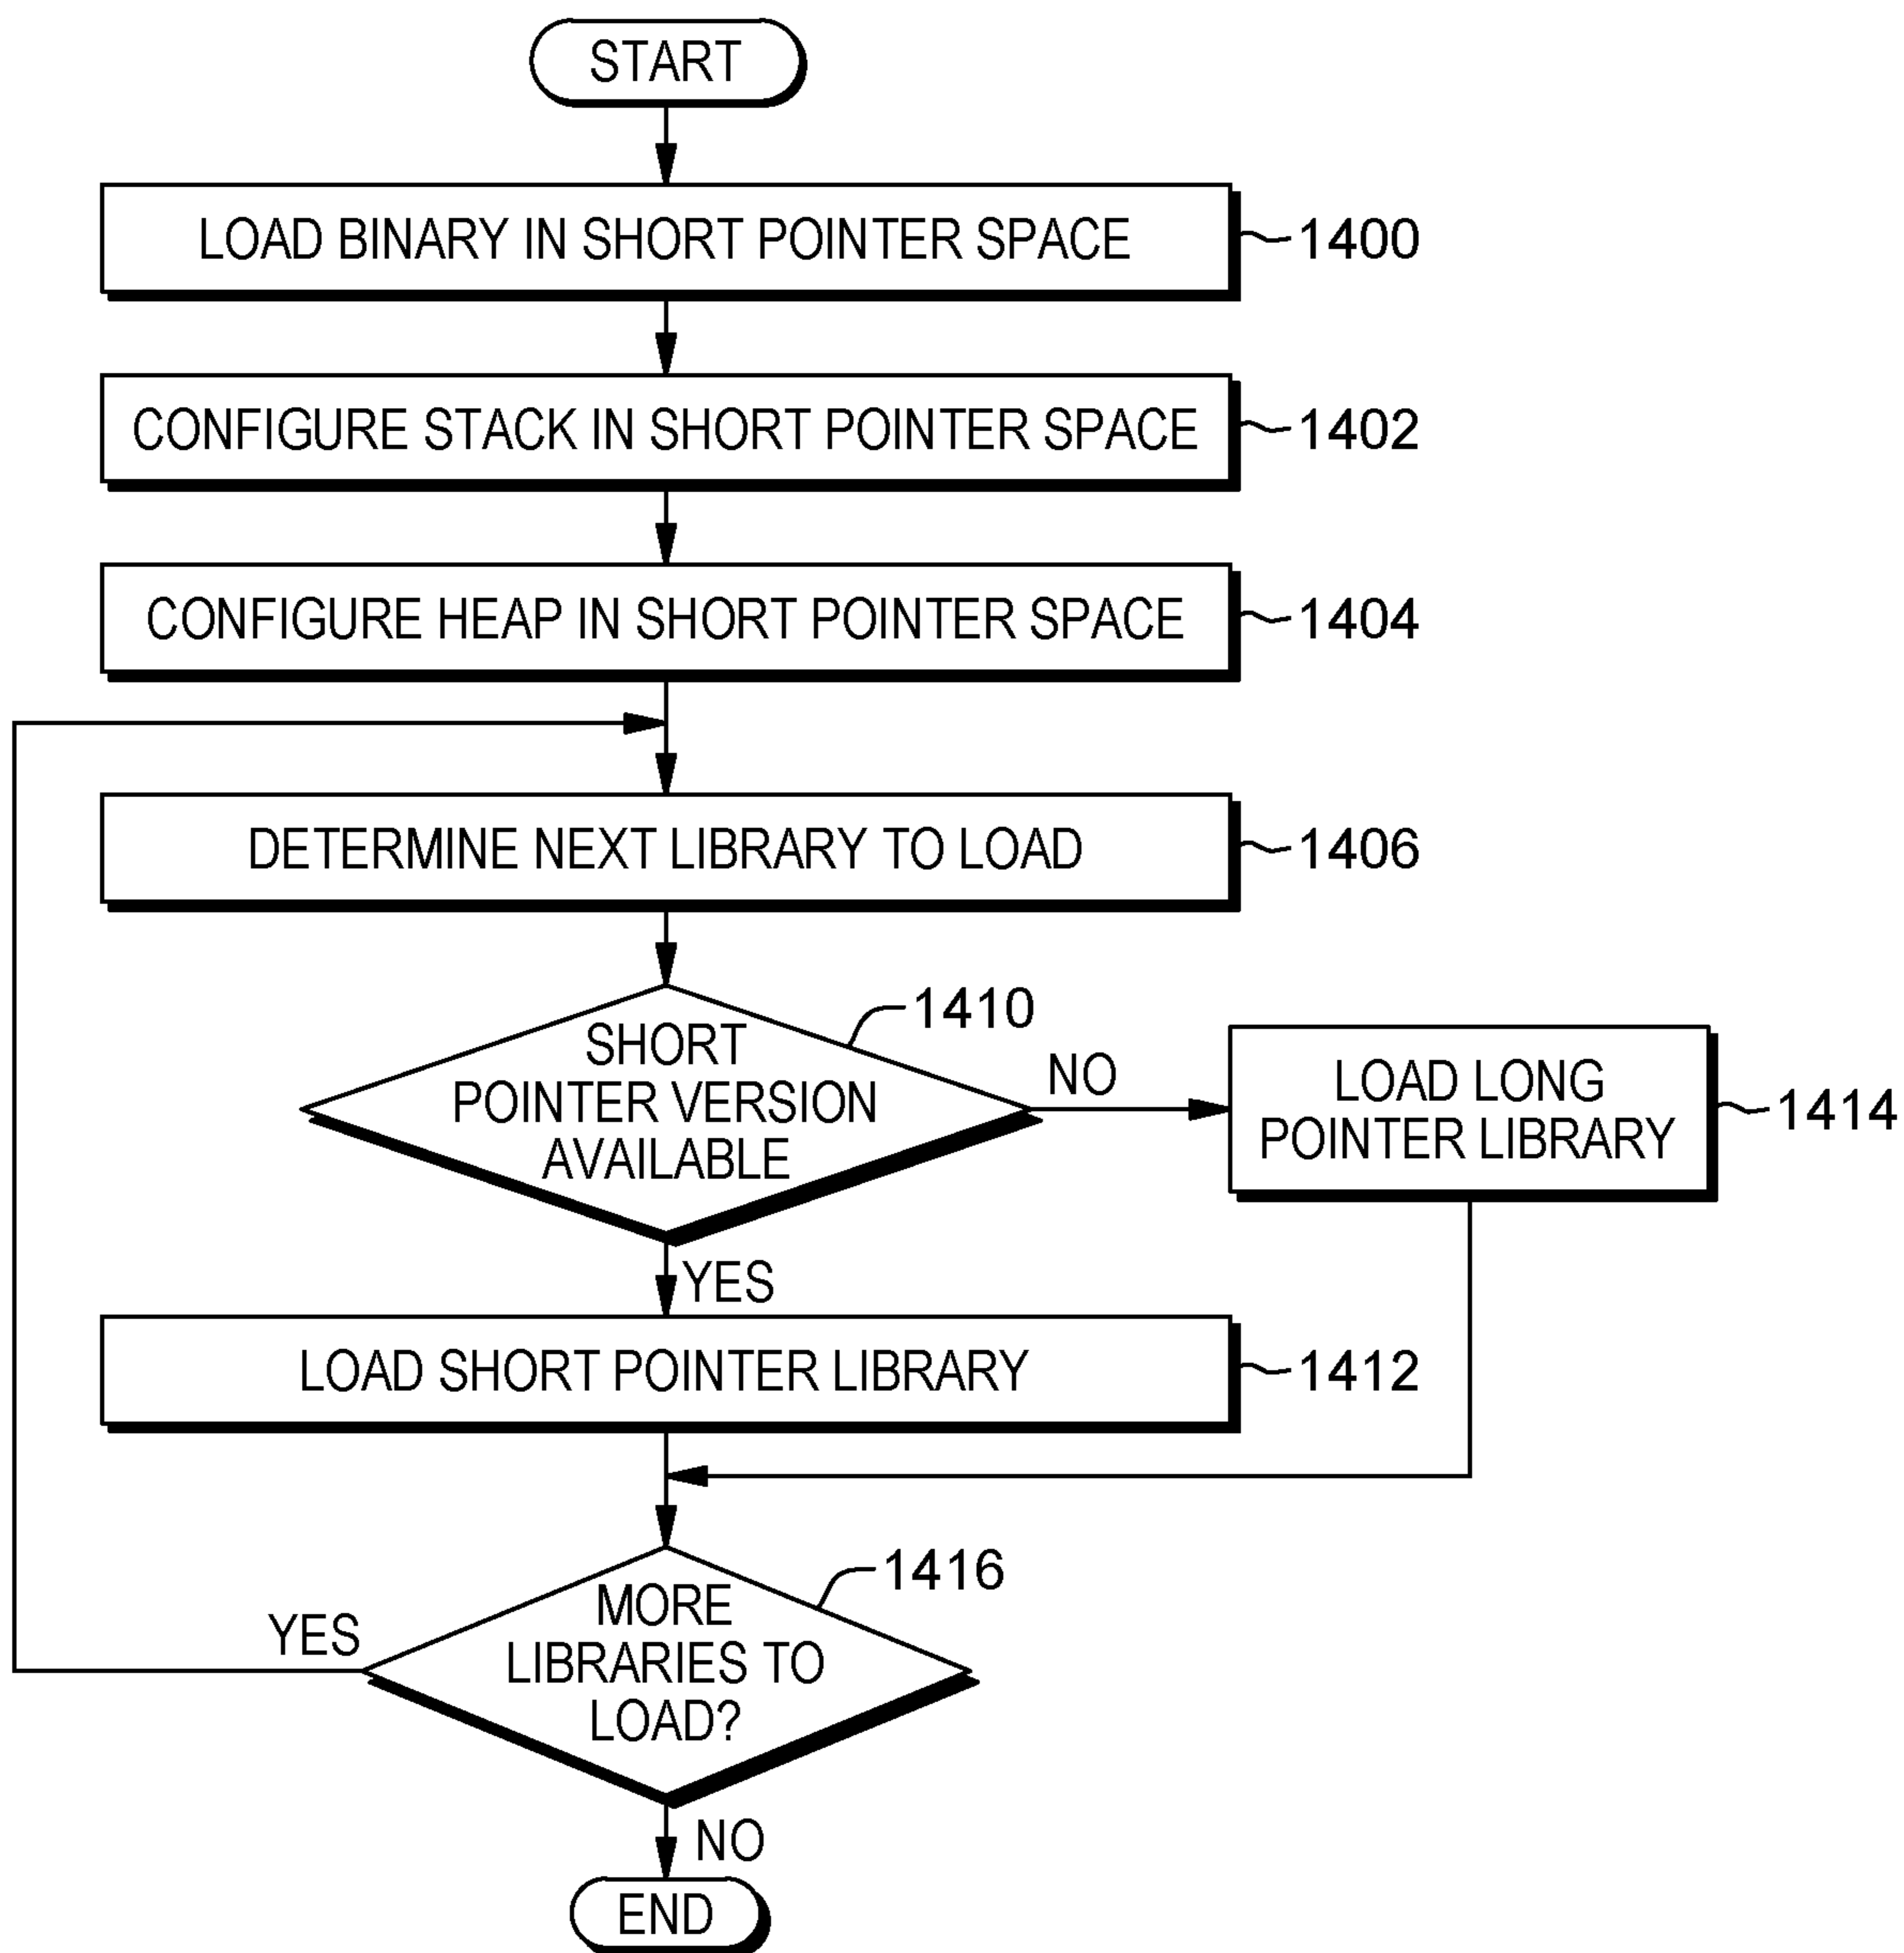 START
LOAD BINARY IN SHORT POINTER SPACE
1400
CONFIGURE STACK IN SHORT POINTER SPACE
1402
CONFIGURE HEAP IN SHORT POINTER SPACE
1404
DETERMINE NEXT LIBRARY TO LOAD
1406
1410
SHORT
POINTER VERSION
AVAILABLE
NO
LOAD LONG
POINTER LIBRARY
1414
YES
LOAD SHORT POINTER LIBRARY
1412
1416
MORE
LIBRARIES TO
LOAD?
YES
NO
END